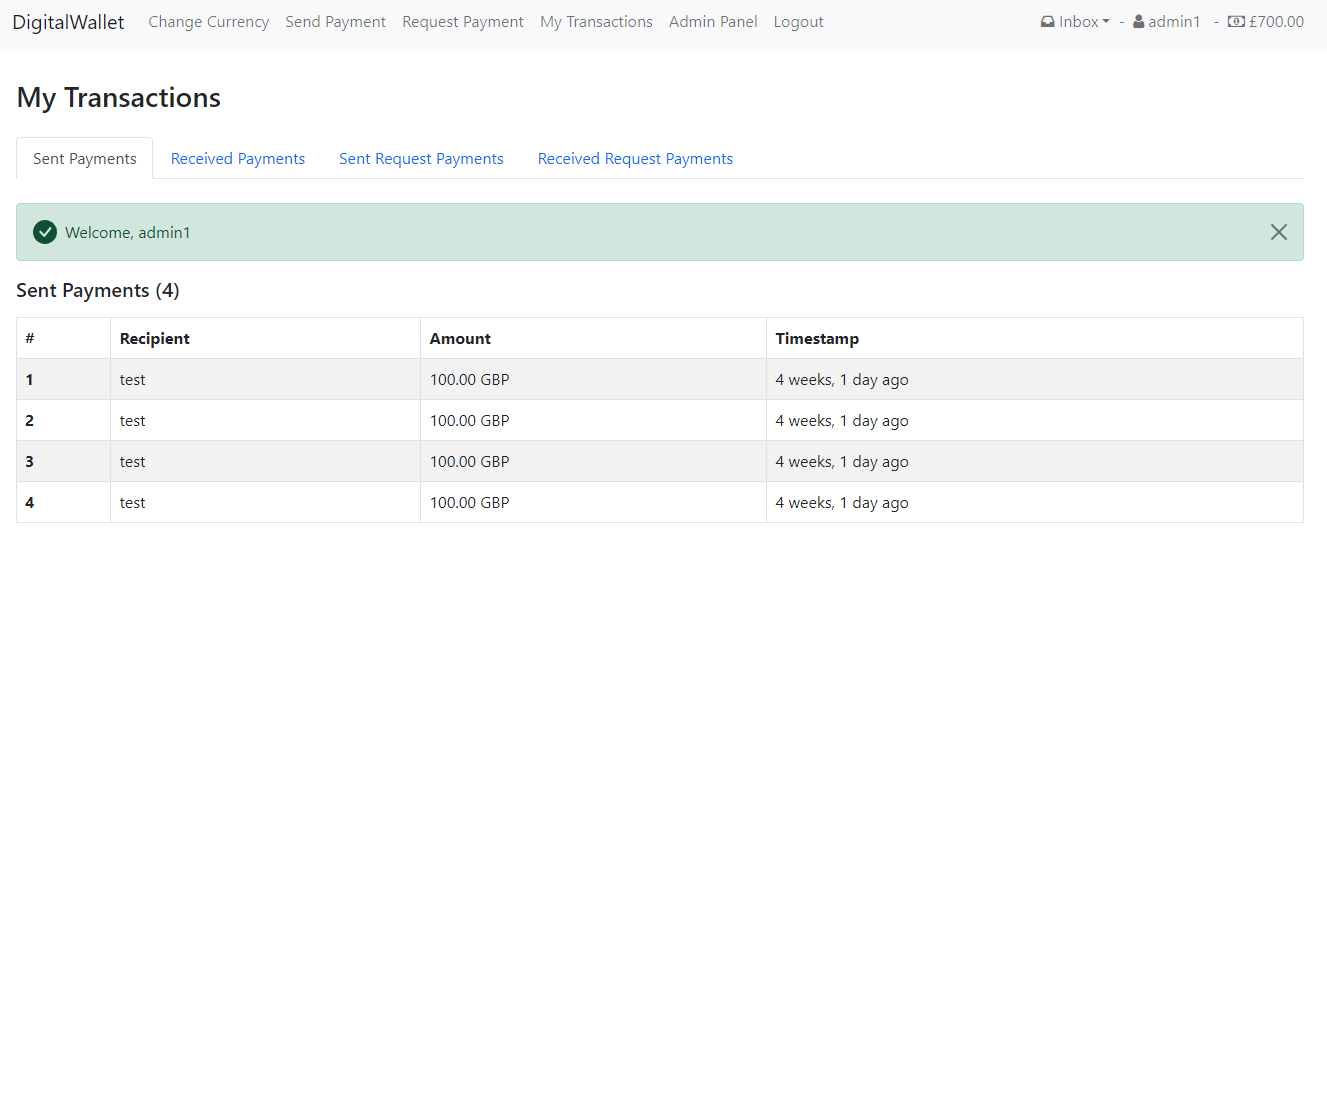 DigitalWallet Change Currency Send Payment Request Payment My Transactions Admin Panel Logout Inbox - admin1 - £700.00
My Transactions
Sent Payments Received Payments Sent Request Payments Received Request Payments
Welcome, admin1
Sent Payments (4)
# Recipient Amount Timestamp
1 test 100.00 GBP 4 weeks, 1 day ago
2 test 100.00 GBP 4 weeks, 1 day ago
3 test 100.00 GBP 4 weeks, 1 day ago
4 test 100.00 GBP 4 weeks, 1 day ago